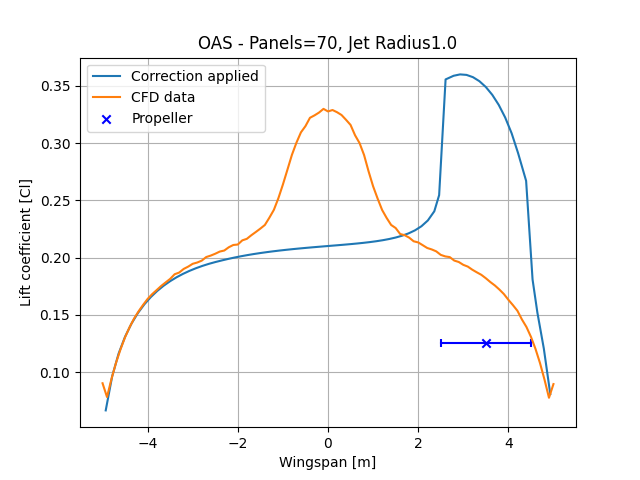 OAS - Panels=70, Jet Radius1.0
Correction applied
CFD data
Propeller
Lift coefficient [Cl]
0.35
0.30
0.25
0.20
0.15
0.10
−4
−2
0
2
4
Wingspan [m]